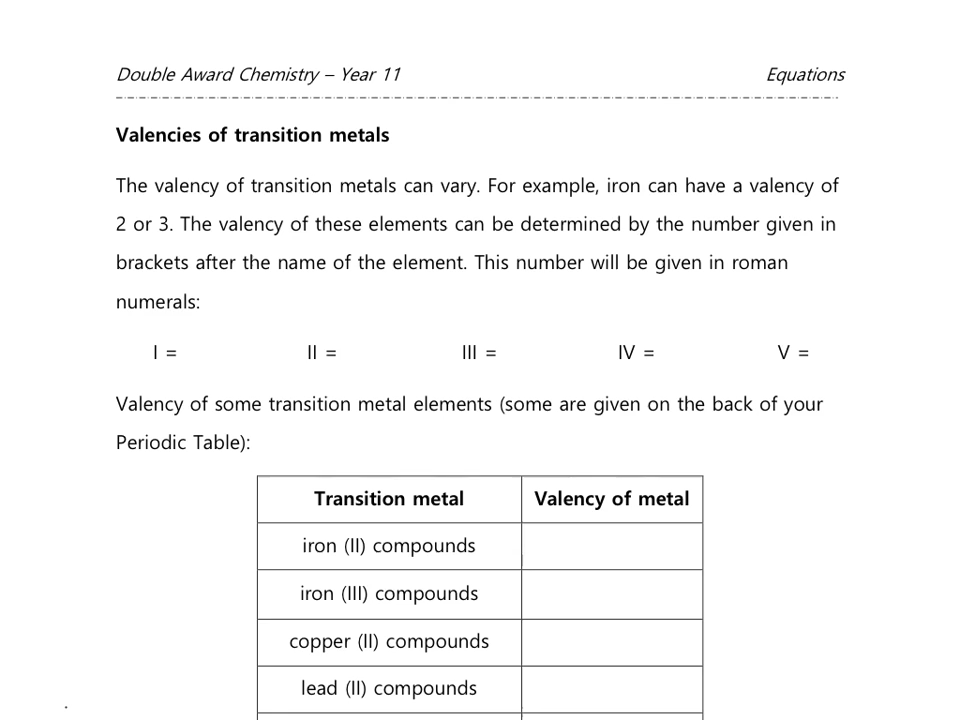 Double Award Chemistry – Year 11 Equations
Valencies of transition metals
The valency of transition metals can vary. For example, iron can have a valency of
2 or 3. The valency of these elements can be determined by the number given in
brackets after the name of the element. This number will be given in roman
numerals:
I = II = III = IV = V =
Valency of some transition metal elements (some are given on the back of your
Periodic Table):
Transition metal Valency of metal
iron (II) compounds
iron (III) compounds
copper (II) compounds
lead (II) compounds